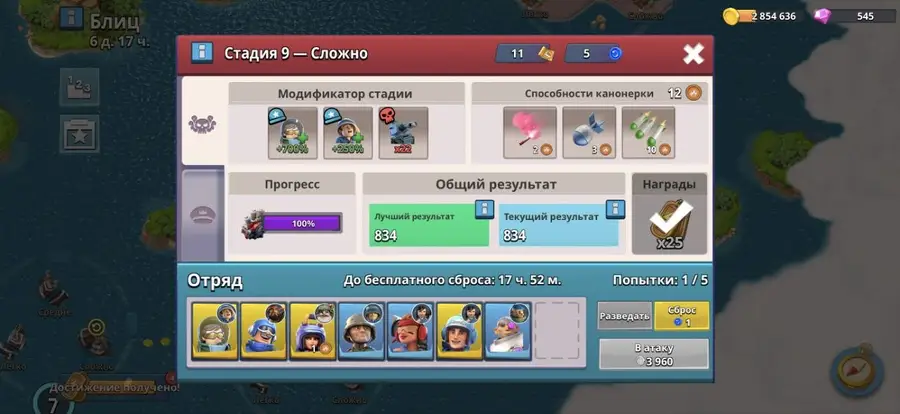 Блиц
6 д. 17 ч.
2 854 636
545
Стадия 9 — Сложно
11
5
Модификатор стадии
Способности канонерки
12
+790%
+250%
x22
2
3
10
Прогресс
100%
Общий результат
Лучший результат
834
Текущий результат
834
Награды
x25
Отряд
До бесплатного сброса: 17 ч. 52 м.
Попытки: 1 / 5
Разведать
Сброс
1
В атаку
3 960
Достижение получено!
7